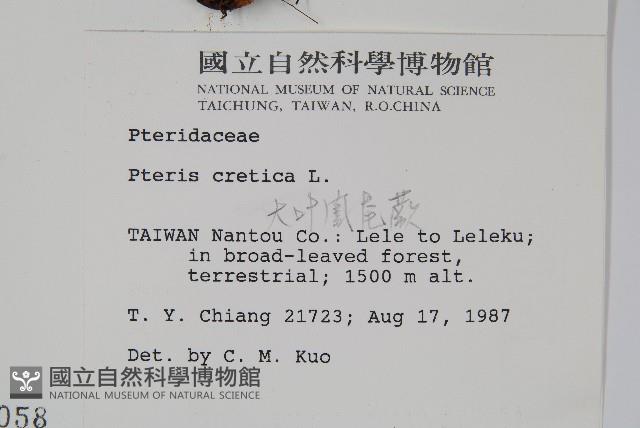 國立自然科學博物館
NATIONAL MUSEUM OF NATURAL SCIENCE
TAICHUNG, TAIWAN, R.O.CHINA
Pteridaceae
Pteris cretica L.
大叶鳳尾蕨
TAIWAN Nantou Co.: Lele to Leleku;
in broad-leaved forest,
terrestrial; 1500 m alt.
T. Y. Chiang 21723; Aug 17, 1987
Det. by C. M. Kuo
國立自然科學博物館
NATIONAL MUSEUM OF NATURAL SCIENCE
058